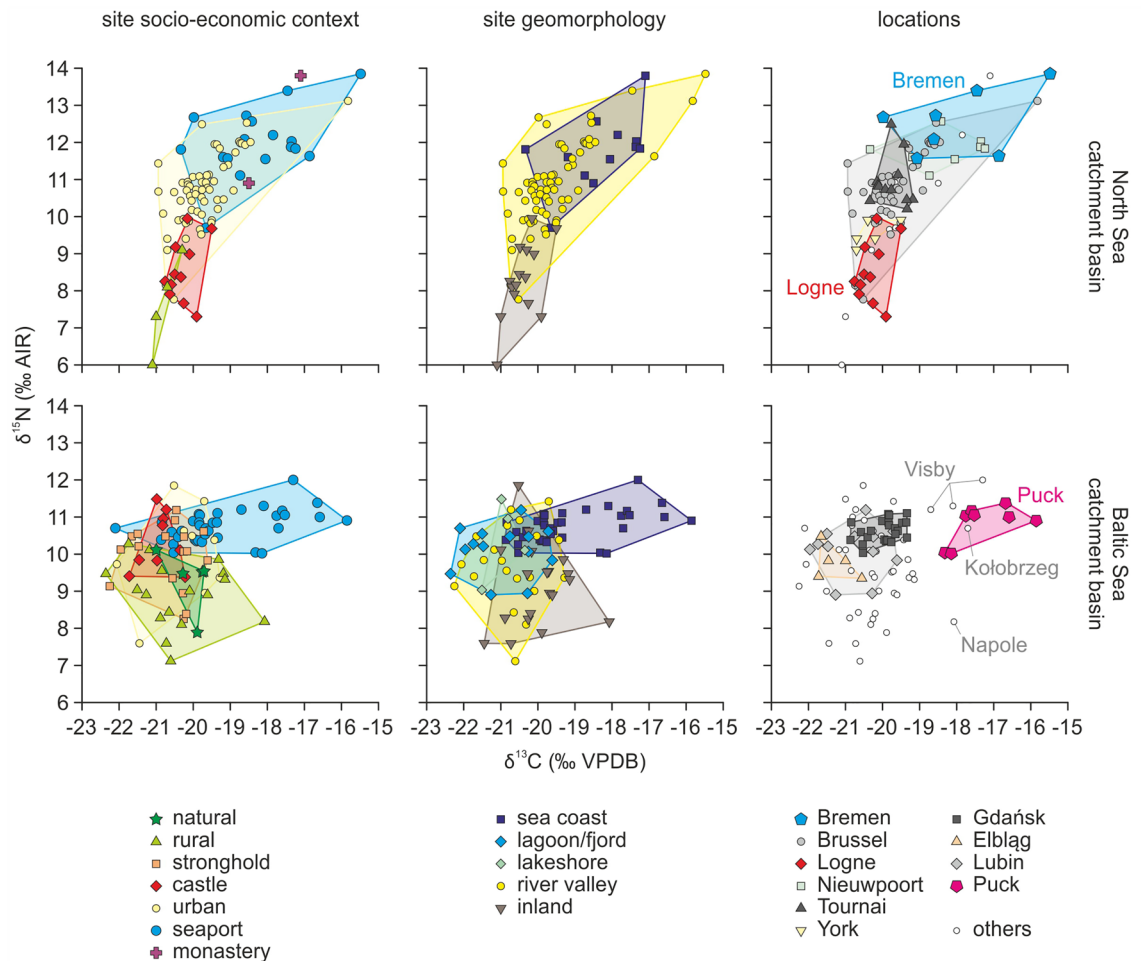 site socio-economic context
site geomorphology
locations
14
13
12
11
10
9
8
7
6
Bremen
Logne
North Sea
catchment basin
14
13
12
11
10
9
8
7
6
δ¹⁵N (‰ AIR)
Visby
Puck
Kołobrzeg
Napole
Baltic Sea
catchment basin
-23 -22 -21 -20 -19 -18 -17 -16 -15
-23 -22 -21 -20 -19 -18 -17 -16 -15
-23 -22 -21 -20 -19 -18 -17 -16 -15
δ¹³C (‰ VPDB)
natural
rural
stronghold
castle
urban
seaport
monastery
sea coast
lagoon/fjord
lakeshore
river valley
inland
Bremen
Brussel
Logne
Nieuwpoort
Tournai
York
Gdańsk
Elbląg
Lubin
Puck
others